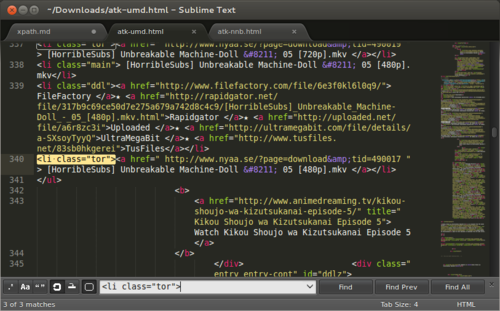 ~/Downloads/atk-umd.html - Sublime Text
xpath.md
atk-umd.html
atk-nnb.html
337 <li class="tor"><a href=" http://www.nyaa.se/?page=download&amp;tid=490019 "
> [HorribleSubs] Unbreakable Machine-Doll &#8211; 05 [720p].mkv </a></li>
338 <li class="main"> [HorribleSubs] Unbreakable Machine-Doll &#8211; 05 [480p].
mkv</li>
339 <li class="ddl"><a href="http://www.filefactory.com/file/6e3f0kl6l0q9/">
FileFactory </a>★ <a href="http://rapidgator.net/
file/317b9c69ce50d7e275a679a742d8c4c9/[HorribleSubs]_Unbreakable_Machine-
Doll_-_05_[480p].mkv.html">Rapidgator </a>★ <a href="http://uploaded.net/
file/a6r8zc3i">Uploaded </a>★ <a href="http://ultramegabit.com/file/details/
a-SXsoyTyyQ">UltraMegaBit </a>★ <a href="http://www.tusfiles.
net/83sb0hkgerei">TusFiles</a></li>
340 <li class="tor"><a href=" http://www.nyaa.se/?page=download&amp;tid=490017 "
> [HorribleSubs] Unbreakable Machine-Doll &#8211; 05 [480p].mkv </a></li>
341 </ul>
342 <b>
343 <a href="http://www.animedreaming.tv/kikou-
shoujo-wa-kizutsukanai-episode-5/" title="
Kikou Shoujo wa Kizutsukanai Episode 5">
Watch Kikou Shoujo wa Kizutsukanai Episode 5
</a>
344 </b>
345 </div> <div class="
entry entry-cont" id="ddlz">
.* Aa “” <li class="tor"> Find Find Prev Find All
3 of 3 matches Tab Size: 4 HTML